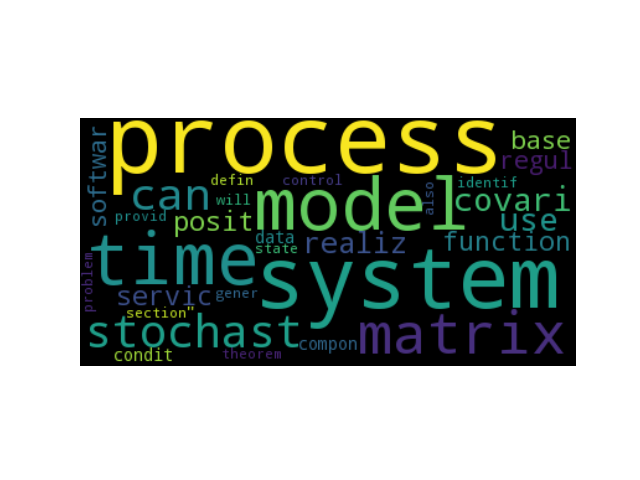 process
base
regul
softwar
can
defin
control
will
model
also
identif
covari
provid
posit
use
data
state
realiz
function
time
system
problem
servic
gener
section"
stochast
matrix
compon
condit
theorem